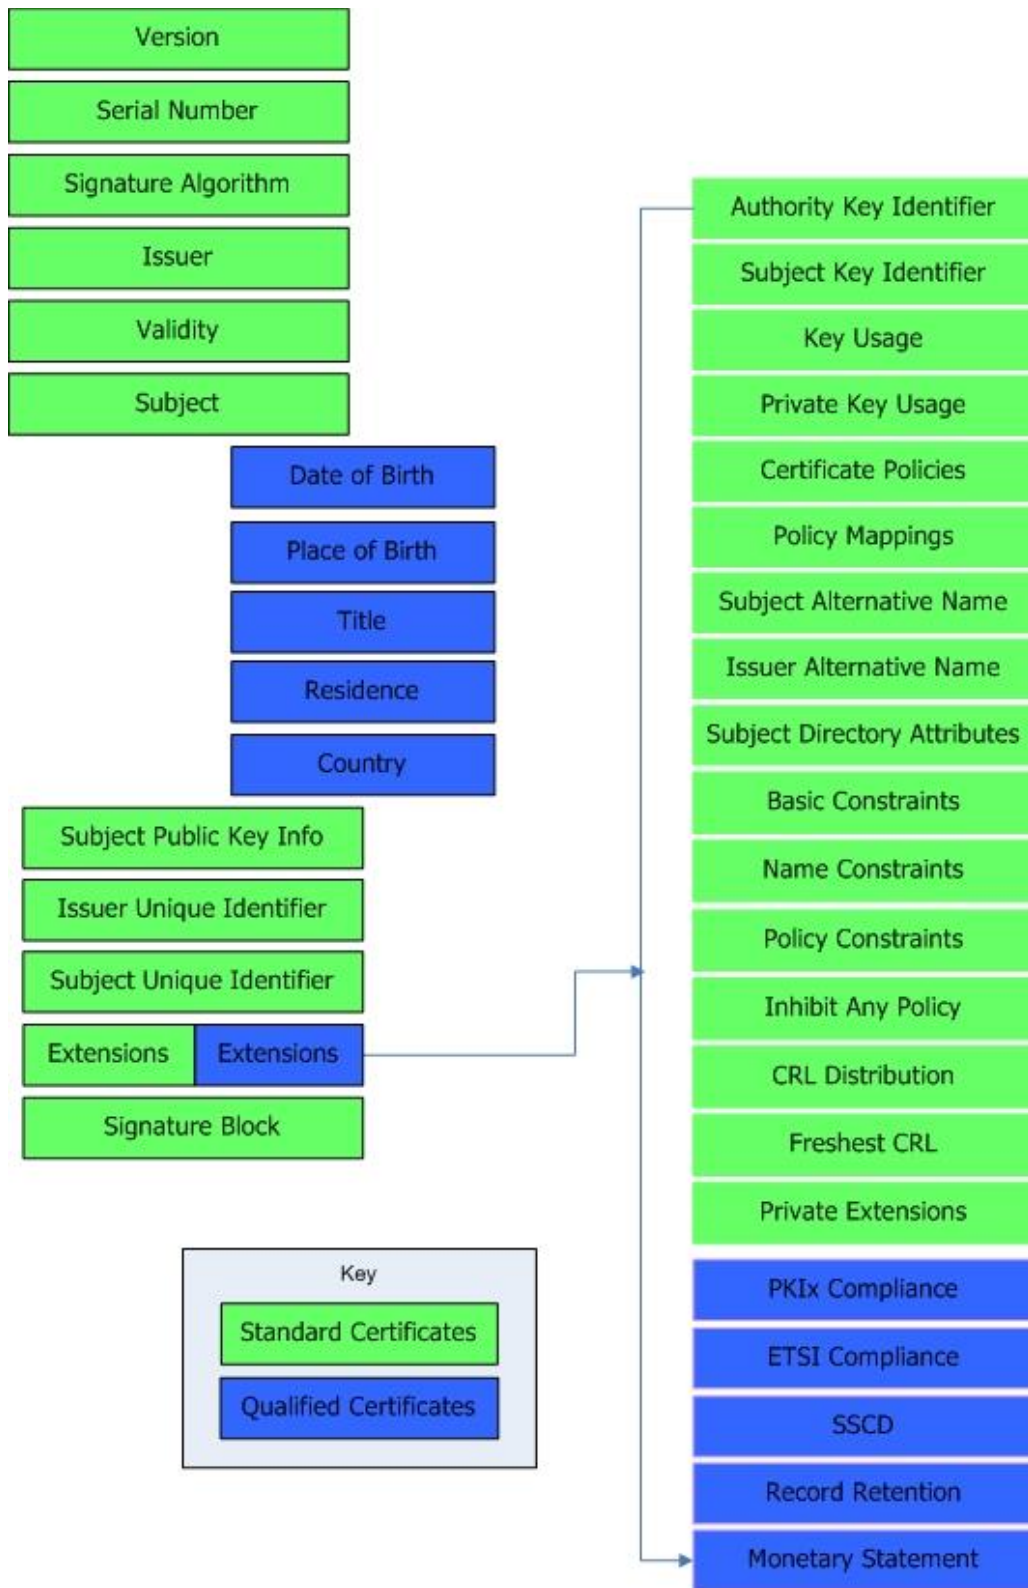 Version
Serial Number
Signature Algorithm
Issuer
Validity
Subject
Date of Birth
Place of Birth
Title
Residence
Country
Subject Public Key Info
Issuer Unique Identifier
Subject Unique Identifier
Extensions Extensions
Signature Block
Authority Key Identifier
Subject Key Identifier
Key Usage
Private Key Usage
Certificate Policies
Policy Mappings
Subject Alternative Name
Issuer Alternative Name
Subject Directory Attributes
Basic Constraints
Name Constraints
Policy Constraints
Inhibit Any Policy
CRL Distribution
Freshest CRL
Private Extensions
PKIx Compliance
ETSI Compliance
SSCD
Record Retention
Monetary Statement
Key
Standard Certificates
Qualified Certificates